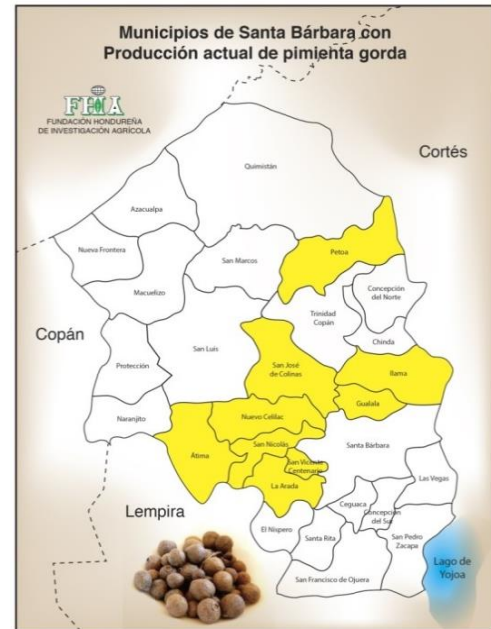 Municipios de Santa Bárbara con
Producción actual de pimienta gorda
FHIA
FUNDACIÓN HONDUREÑA
DE INVESTIGACIÓN AGRÍCOLA
Quimistán
Cortés
Azacualpa
Nueva Frontera
San Marcos
Petoa
Macuelizo
Concepción
del Norte
Trinidad
Copán
Copán
Chinda
San Luis
Protección
San José
de Colinas
Ilama
Gualala
Naranjito
Nuevo Celilac
San Nicolás
Santa Bárbara
Átima
San Vicente
Centenario
La Arada
Las Vegas
Ceguaca
Concepción
del Sur
Lempira
El Níspero
Santa Rita
San Pedro
Zacapa
Lago de
Yojoa
San Francisco de Ojuera